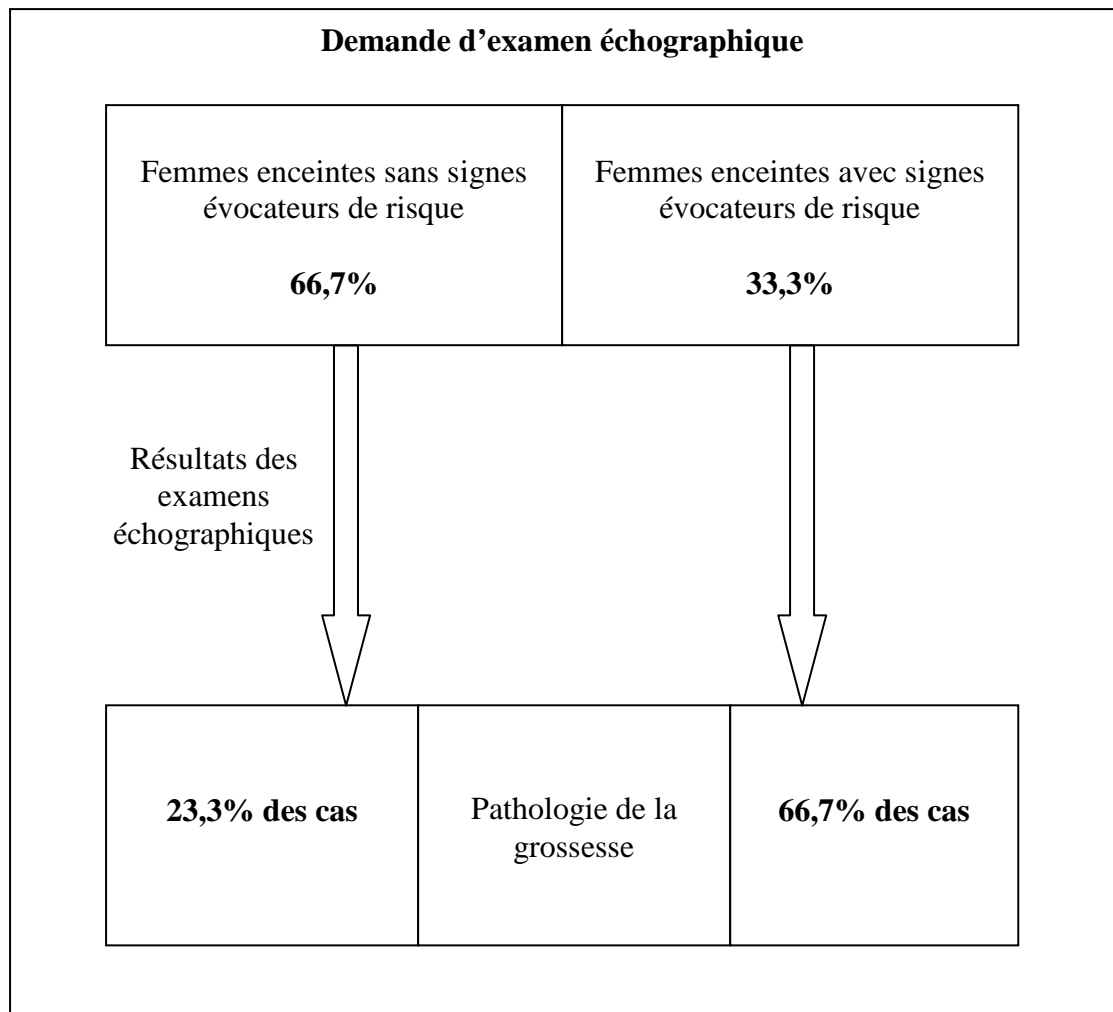 Demande d’examen échographique
Femmes enceintes sans signes
évocateurs de risque
66,7%
Femmes enceintes avec signes
évocateurs de risque
33,3%
Résultats des
examens
échographiques
23,3% des cas
Pathologie de la
grossesse
66,7% des cas